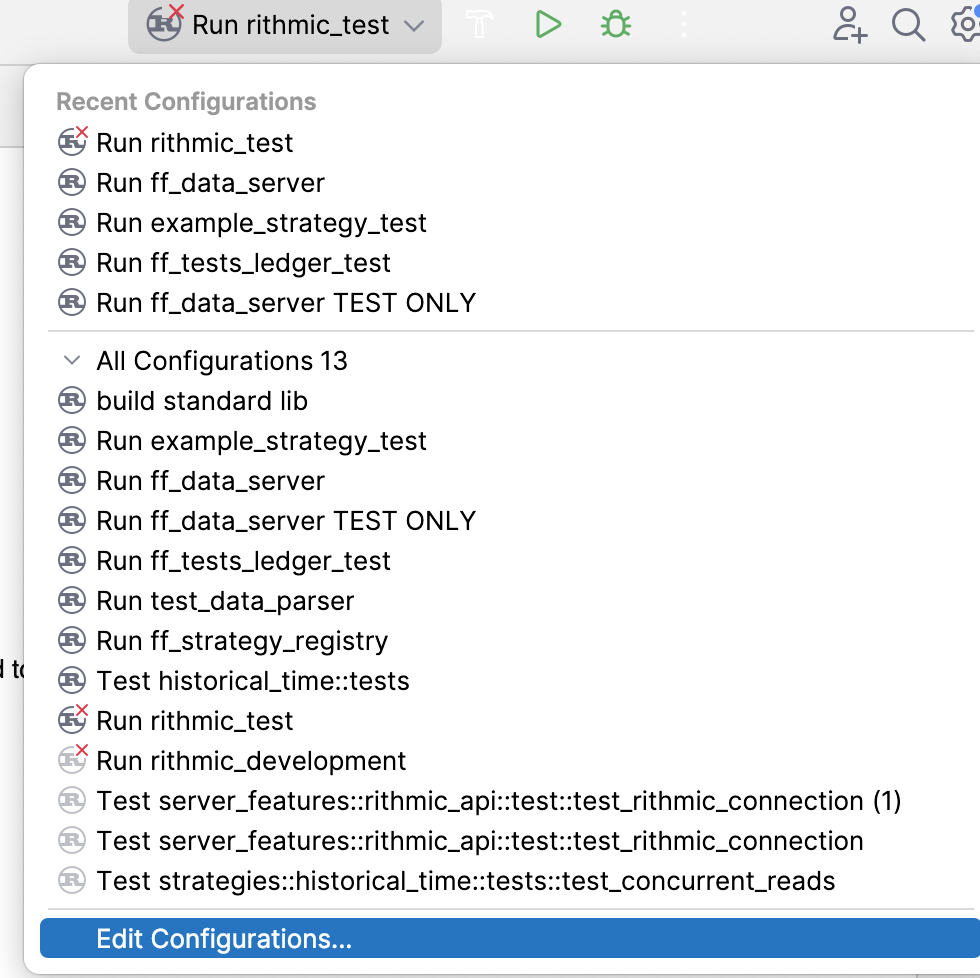 Run rithmic_test
Recent Configurations
Run rithmic_test
Run ff_data_server
Run example_strategy_test
Run ff_tests_ledger_test
Run ff_data_server TEST ONLY
All Configurations 13
build standard lib
Run example_strategy_test
Run ff_data_server
Run ff_data_server TEST ONLY
Run ff_tests_ledger_test
Run test_data_parser
Run ff_strategy_registry
Test historical_time::tests
Run rithmic_test
Run rithmic_development
Test server_features::rithmic_api::test::test_rithmic_connection (1)
Test server_features::rithmic_api::test::test_rithmic_connection
Test strategies::historical_time::tests::test_concurrent_reads
Edit Configurations...